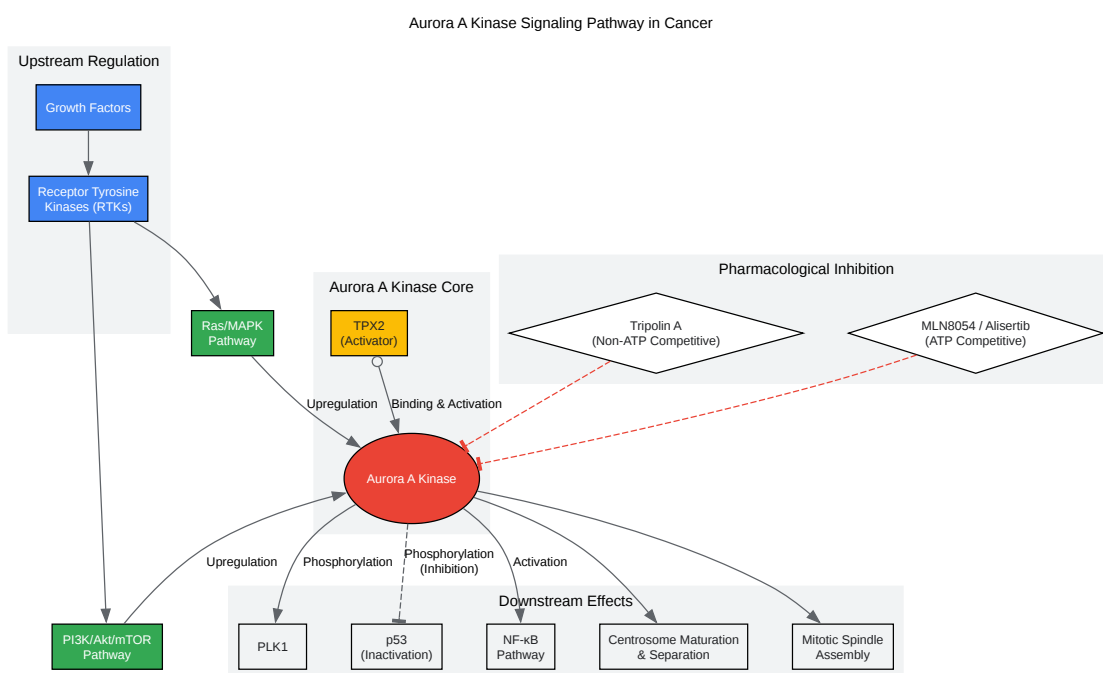 Aurora A Kinase Signaling Pathway in Cancer
Upstream Regulation
Growth Factors
Receptor Tyrosine
Kinases (RTKs)
Ras/MAPK
Pathway
Aurora A Kinase Core
TPX2
(Activator)
Pharmacological Inhibition
Tripolin A
(Non-ATP Competitive)
MLN8054 / Alisertib
(ATP Competitive)
Upregulation
Binding & Activation
Aurora A Kinase
Upregulation
Phosphorylation
Phosphorylation
(Inhibition)
Activation
Downstream Effects
PI3K/Akt/mTOR
Pathway
PLK1
p53
(Inactivation)
NF-κB
Pathway
Centrosome Maturation
& Separation
Mitotic Spindle
Assembly